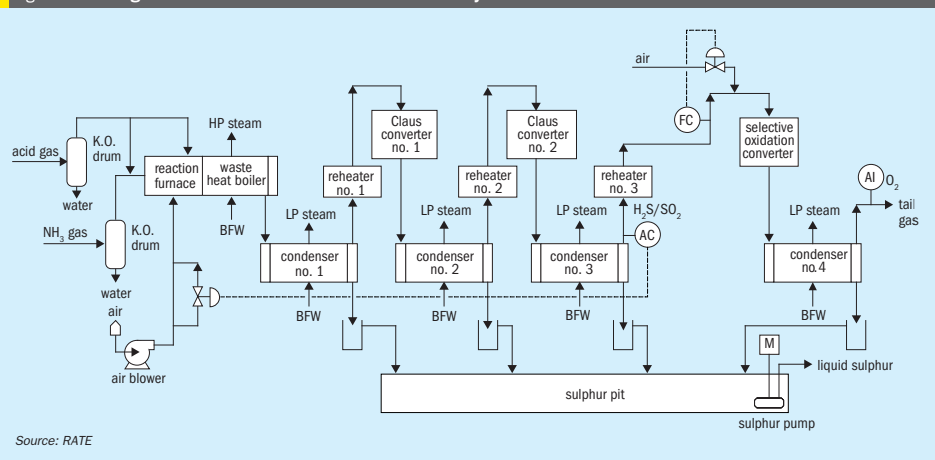 acid gas
K.O.
drum
water
NH3 gas
K.O.
drum
water
air
air blower
HP steam
reaction
furnace
waste
heat boiler
BFW
LP steam
condenser
no. 1
BFW
reheater
no. 1
Claus
converter
no. 1
LP steam
condenser
no. 2
BFW
reheater
no. 2
Claus
converter
no. 2
LP steam
condenser
no. 3
BFW
reheater
no. 3
H2S/SO2
AC
air
FC
selective
oxidation
converter
LP steam
condenser
no. 4
BFW
AI
O2
tail
gas
M
liquid sulphur
sulphur pit
sulphur pump
Source: RATE